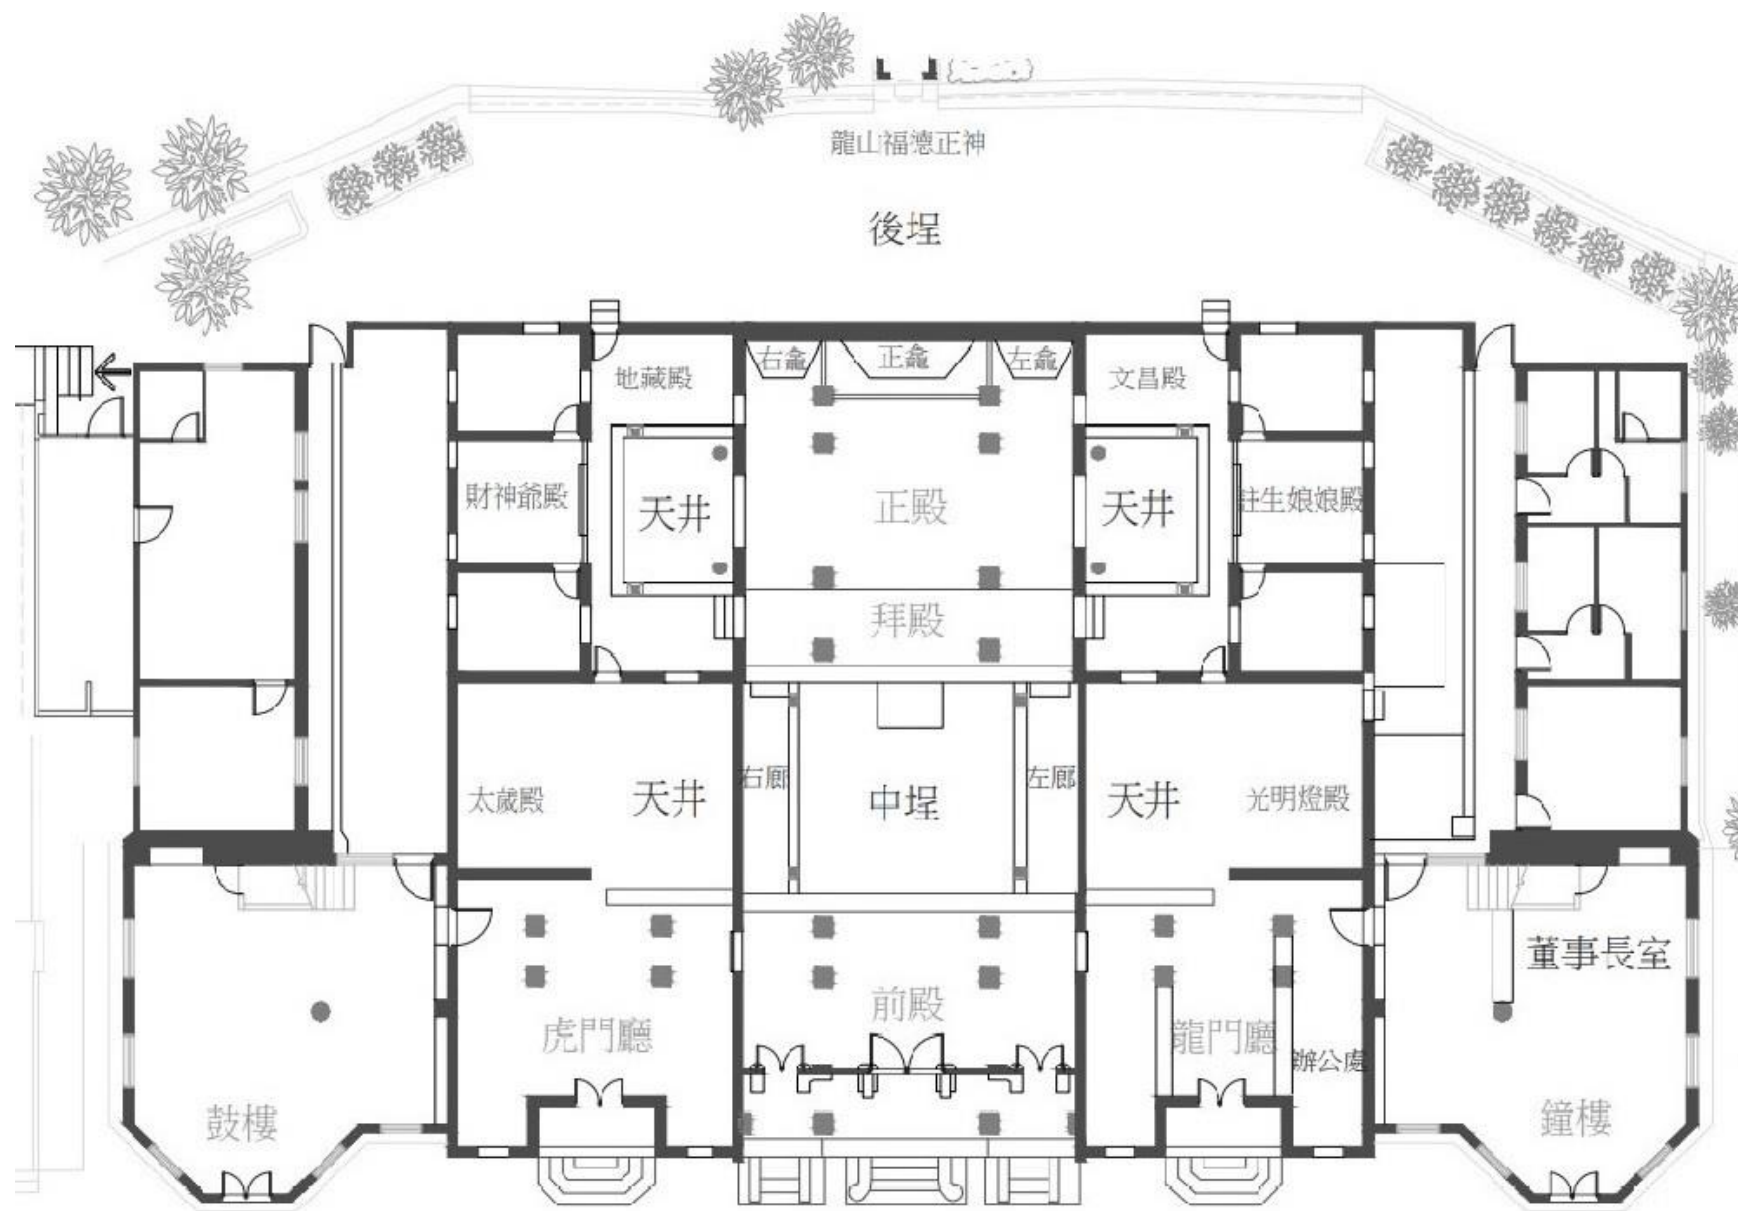 龍山福德正神
後埕
右龕
正龕
左龕
地藏殿
文昌殿
財神爺殿
天井
正殿
天井
註生娘娘殿
拜殿
太歲殿
天井
右廊
中埕
左廊
天井
光明燈殿
董事長室
前殿
虎門廳
龍門廳
辦公處
鼓樓
鐘樓